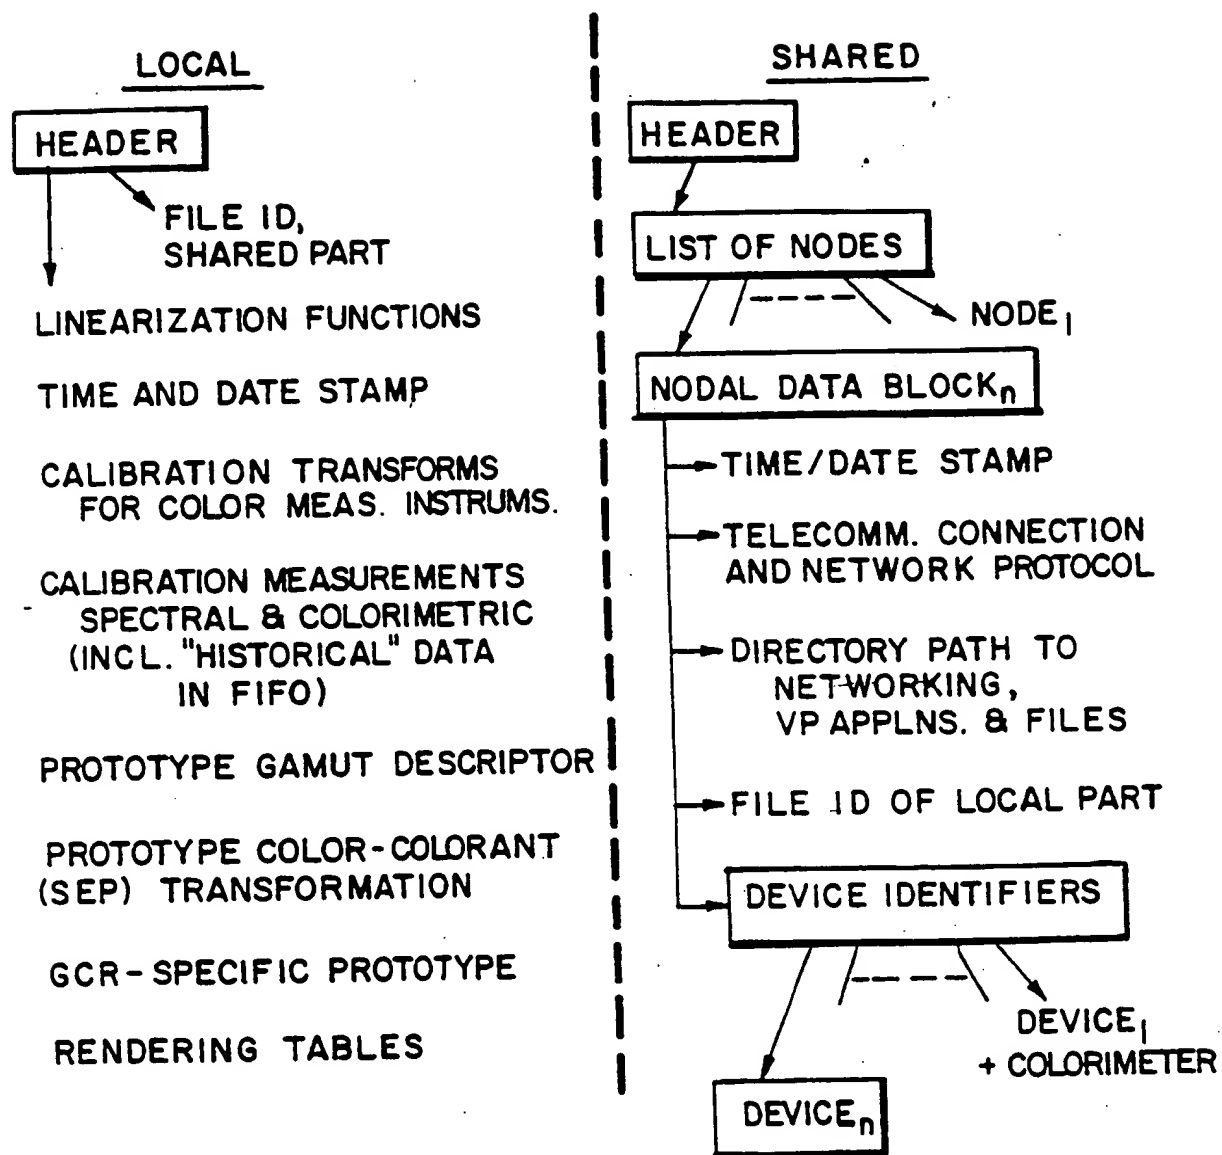 LOCAL
HEADER
FILE ID,
SHARED PART
LINEARIZATION FUNCTIONS
TIME AND DATE STAMP
CALIBRATION TRANSFORMS
FOR COLOR MEAS. INSTRUMS.
CALIBRATION MEASUREMENTS
SPECTRAL & COLORIMETRIC
(INCL. "HISTORICAL" DATA
IN FIFO)
PROTOTYPE GAMUT DESCRIPTOR
PROTOTYPE COLOR-COLORANT
(SEP) TRANSFORMATION
GCR-SPECIFIC PROTOTYPE
RENDERING TABLES
SHARED
HEADER
LIST OF NODES
NODE1
NODAL DATA BLOCKn
TIME/DATE STAMP
TELECOMM. CONNECTION
AND NETWORK PROTOCOL
DIRECTORY PATH TO
NETWORKING,
VP APPLNS. & FILES
FILE ID OF LOCAL PART
DEVICE IDENTIFIERS
DEVICE1
+ COLORIMETER
DEVICEn